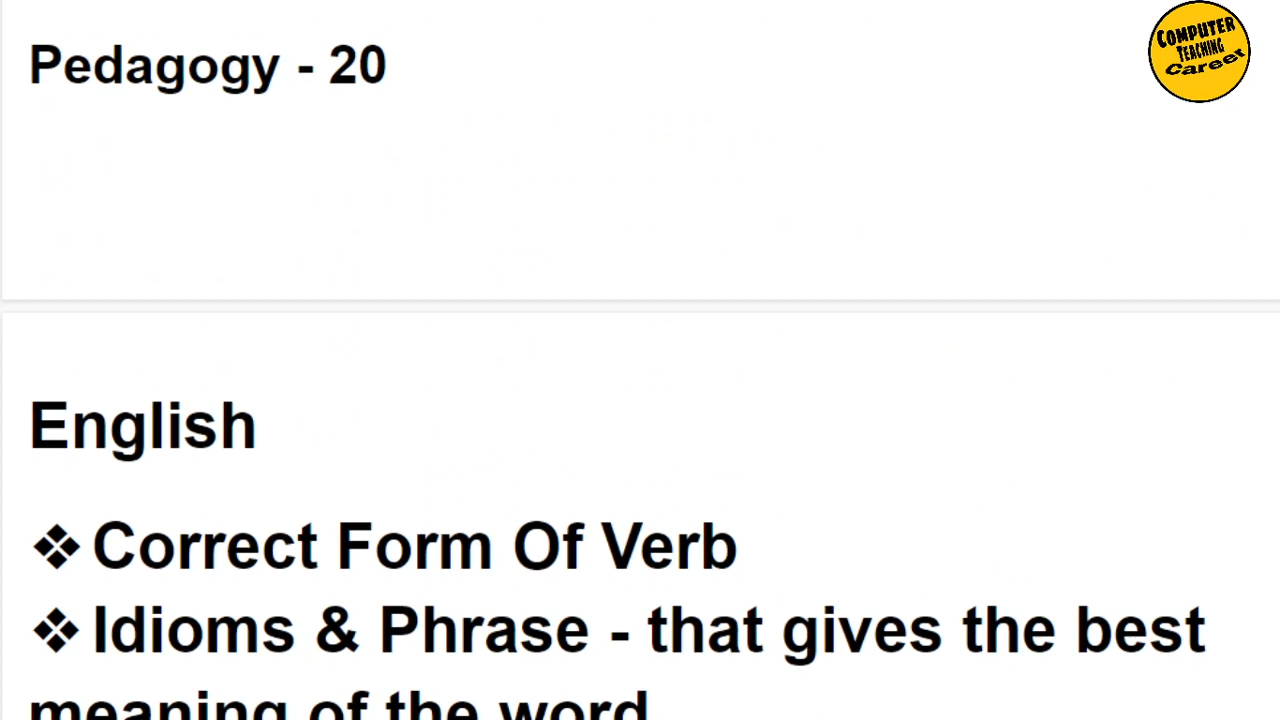 Pedagogy - 20
COMPUTER
TEACHING
Career
English
❖ Correct Form Of Verb
❖ Idioms & Phrase - that gives the best
meaning of the word